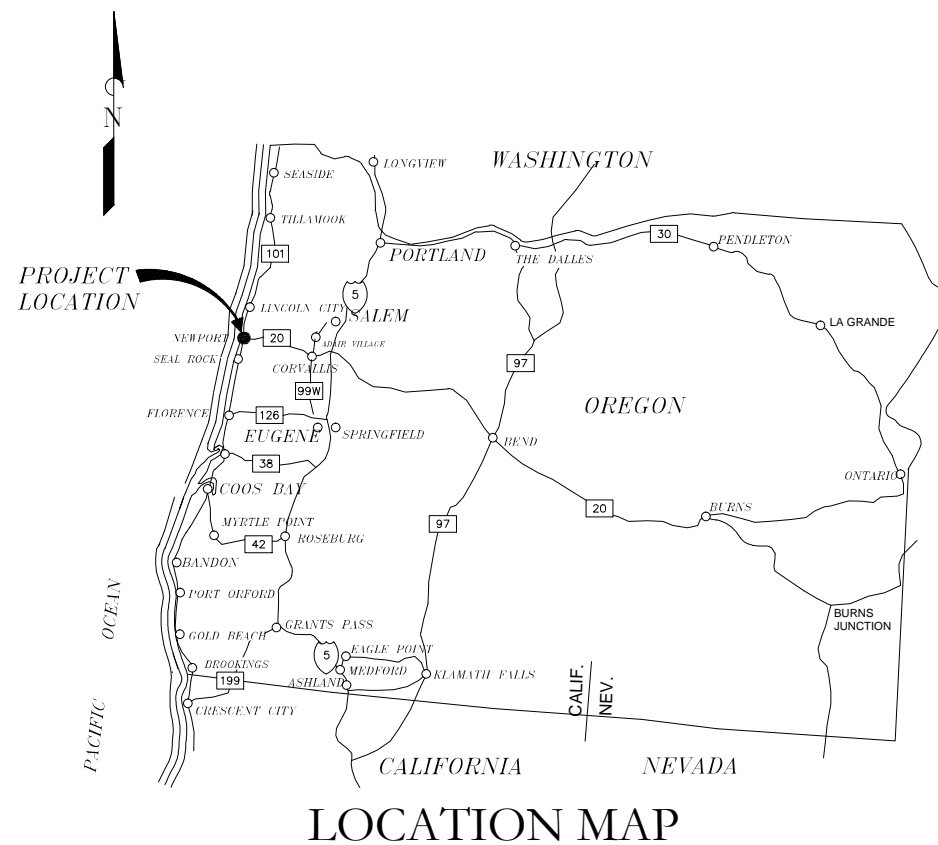 N
LONGVIEW
WASHINGTON
SEASIDE
TILLAMOOK
101
30
PENDLETON
PORTLAND
THE DALLES
PROJECT
LOCATION
5
LINCOLN CITY
SALEM
LA GRANDE
NEWPORT
20
ADAIR VILLAGE
SEAL ROCK
CORVALLIS
97
99W
OREGON
FLORENCE
126
EUGENE
SPRINGFIELD
BEND
38
ONTARIO
COOS BAY
20
BURNS
MYRTLE POINT
97
42
ROSEBURG
BANDON
PORT ORFORD
BURNS
JUNCTION
PACIFIC OCEAN
GOLD BEACH
GRANTS PASS
5
EAGLE POINT
BROOKINGS
MEDFORD
KLAMATH FALLS
199
ASHLAND
CALIF.
NEV.
CRESCENT CITY
CALIFORNIA
NEVADA
LOCATION MAP